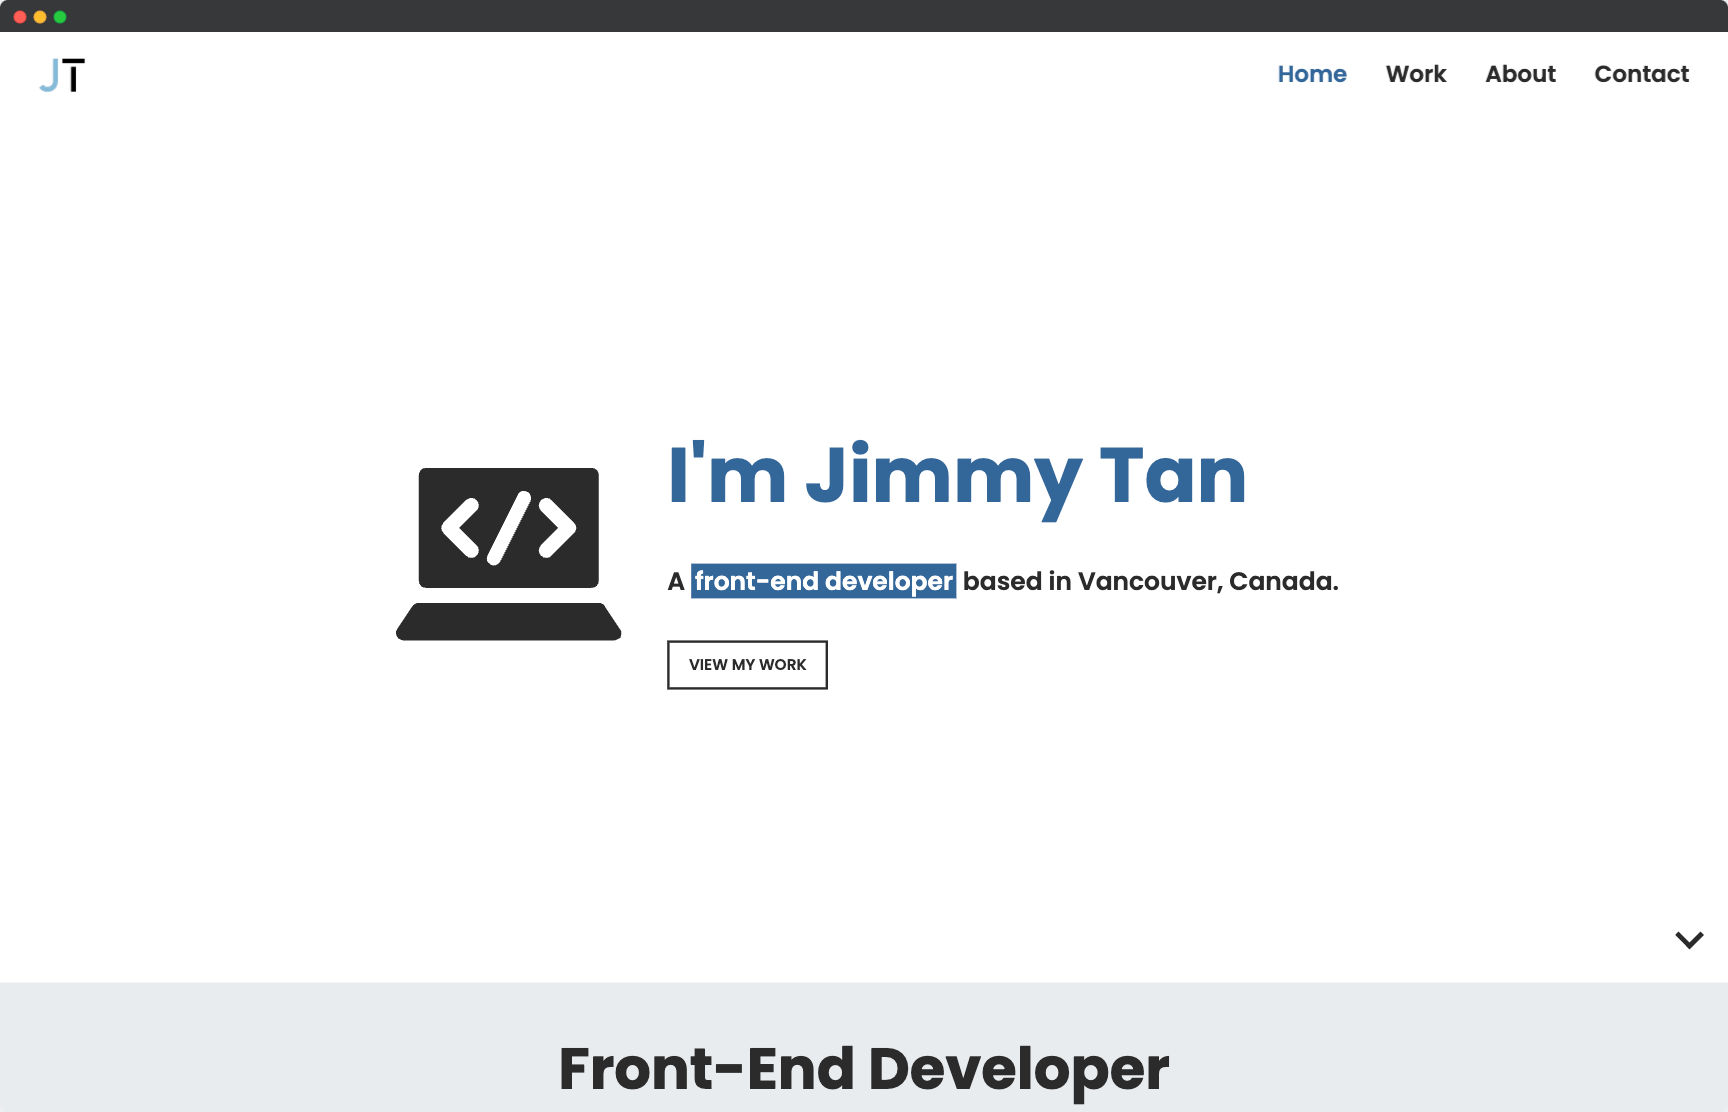 JT
Home Work About Contact
</>
I'm Jimmy Tan
A front-end developer based in Vancouver, Canada.
VIEW MY WORK
Front-End Developer